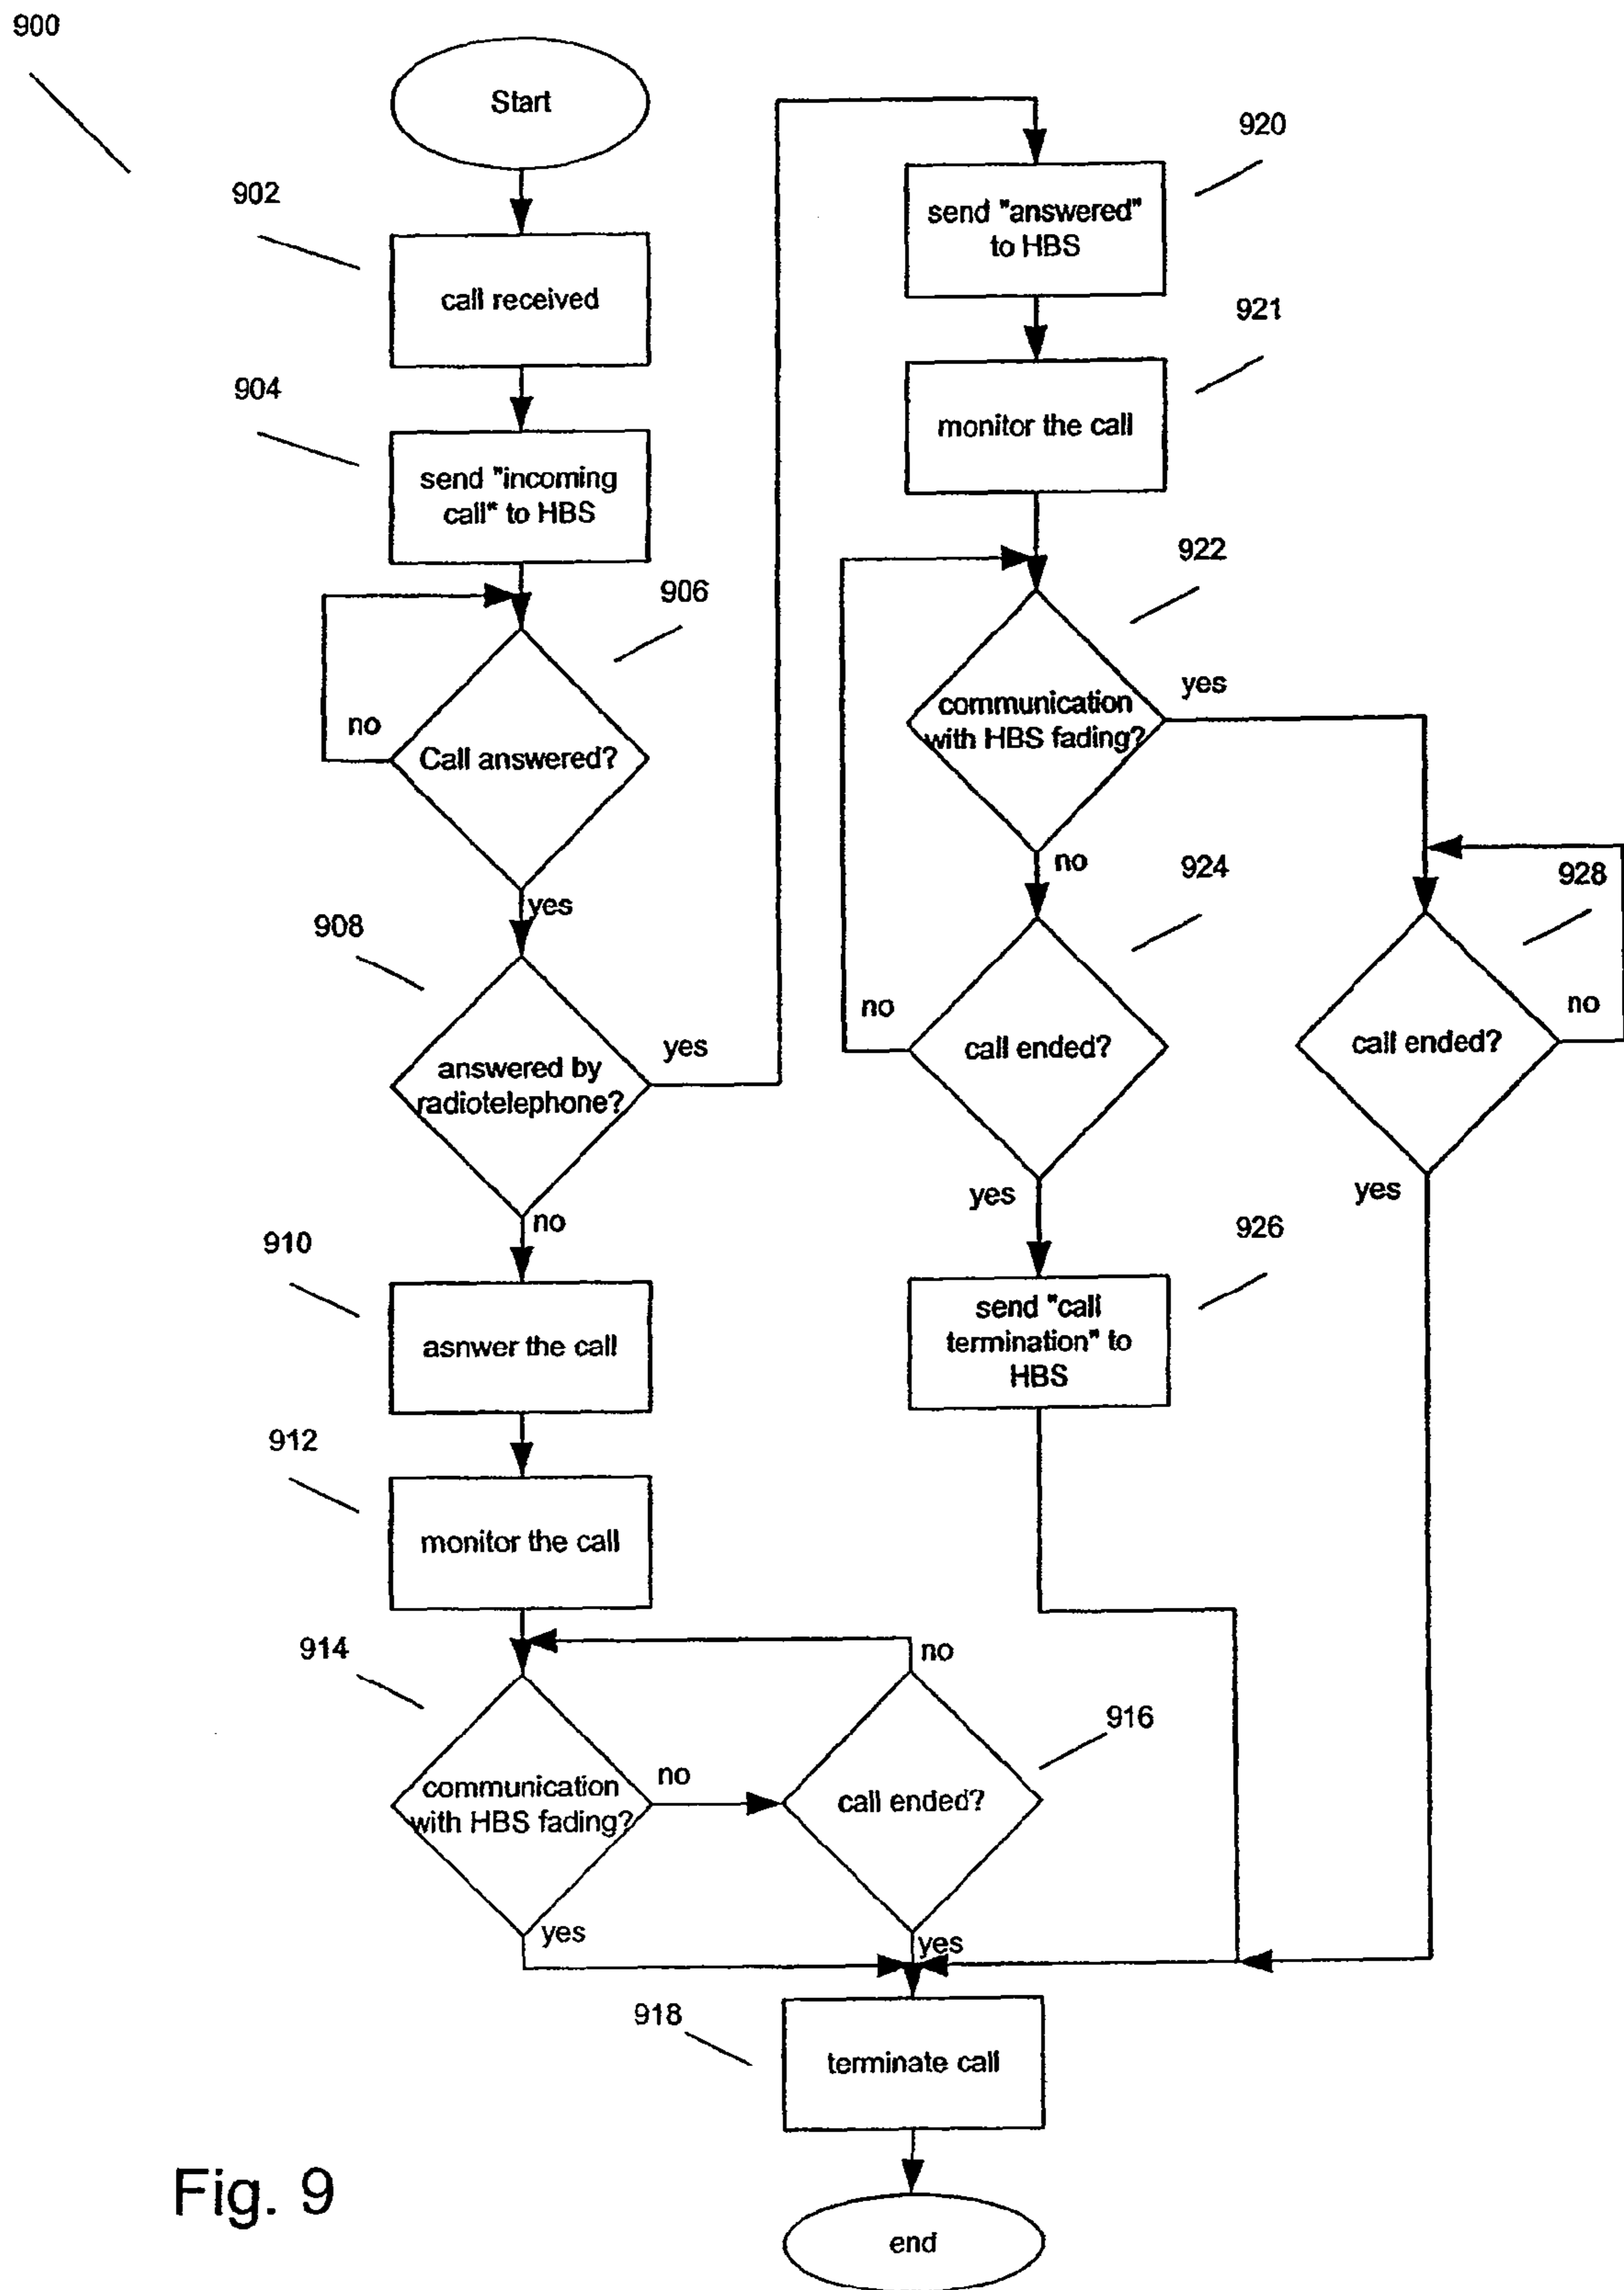 900
Start
902
call received
904
send "incoming
call" to HBS
906
no
Call answered?
yes
908
answered by
radiotelephone?
yes
no
910
asnwer the call
912
monitor the call
914
communication
with HBS fading?
no
yes
916
no
call ended?
yes
918
terminate call
end
920
send "answered"
to HBS
921
monitor the call
922
communication
with HBS fading?
yes
no
924
no
call ended?
yes
926
send "call
termination" to
HBS
928
call ended?
no
yes
Fig. 9